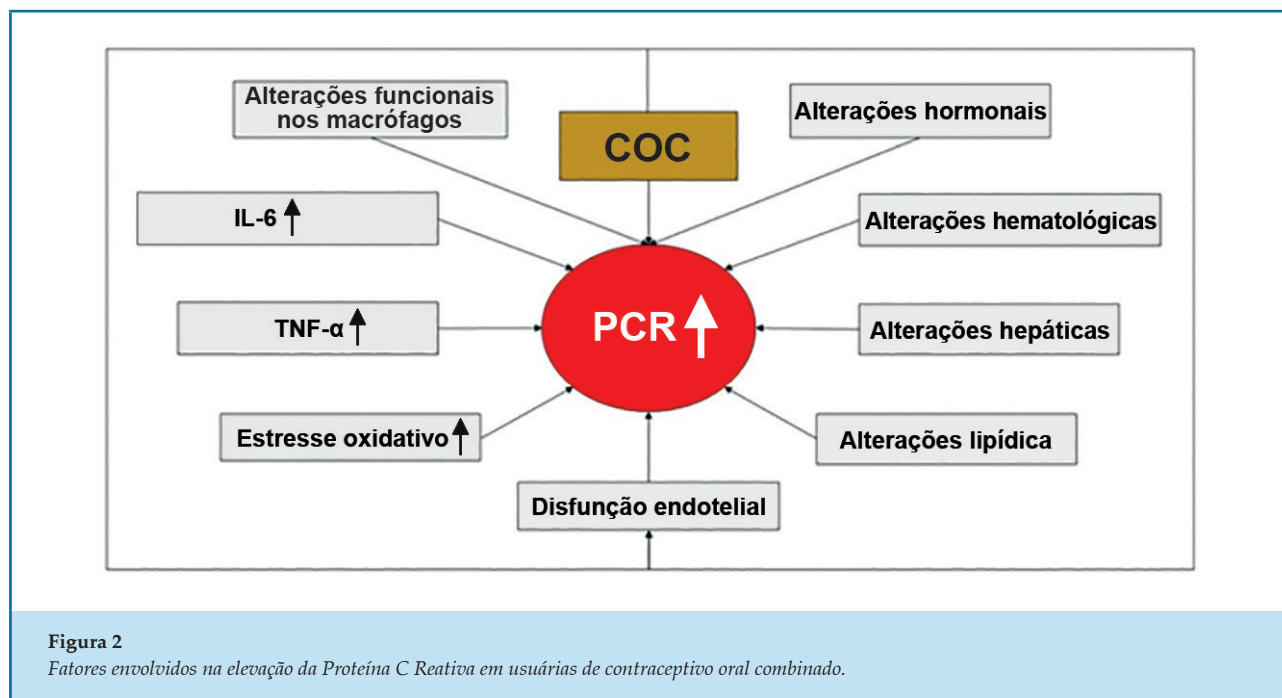 Alterações funcionais
nos macrófagos
COC
Alterações hormonais
IL-6 ↑
Alterações hematológicas
TNF-α ↑
PCR ↑
Alterações hepáticas
Estresse oxidativo ↑
Alterações lipídica
Disfunção endotelial
Figura 2
Fatores envolvidos na elevação da Proteína C Reativa em usuárias de contraceptivo oral combinado.